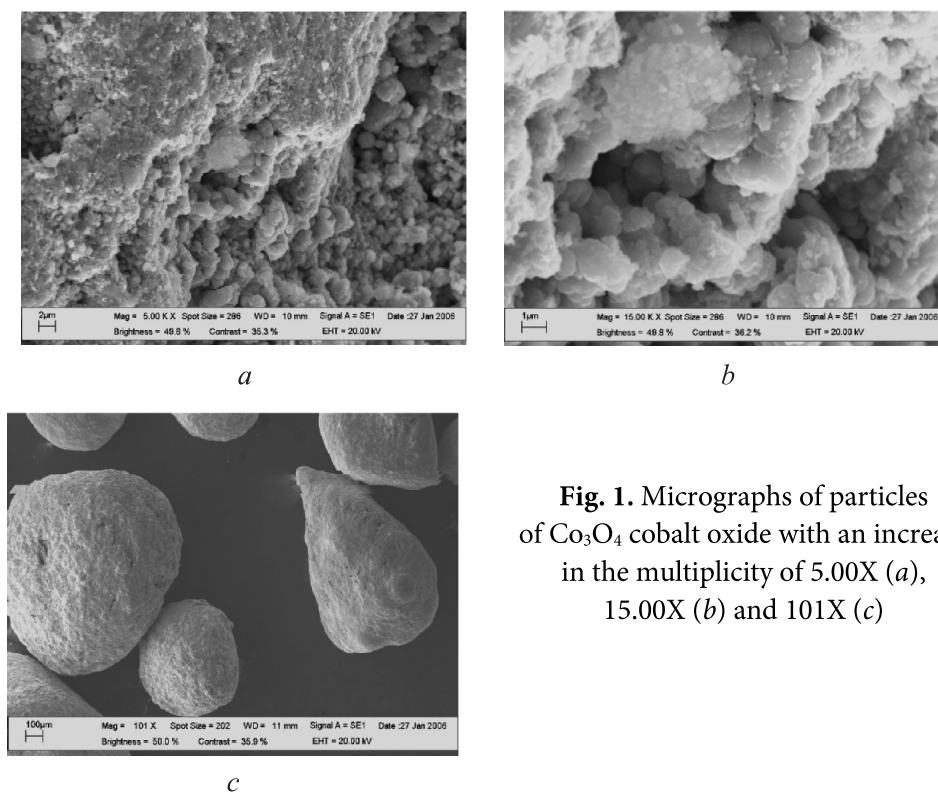 2µm Mag = 5.00 K X Spot Size = 286 WD = 10 mm Signal A = SE1 Date :27 Jan 2006
Brightness = 49.8 % Contrast = 35.3 % EHT = 20.00 kV
a
1µm Mag = 15.00 K X Spot Size = 286 WD = 10 mm Signal A = SE1 Date :27 Jan 2006
Brightness = 49.8 % Contrast = 36.2 % EHT = 20.00 kV
b
100µm Mag = 101 X Spot Size = 202 WD = 11 mm Signal A = SE1 Date :27 Jan 2006
Brightness = 50.0 % Contrast = 35.9 % EHT = 20.00 kV
c
Fig. 1. Micrographs of particles
of Co₃O₄ cobalt oxide with an increa
in the multiplicity of 5.00X (a),
15.00X (b) and 101X (c)